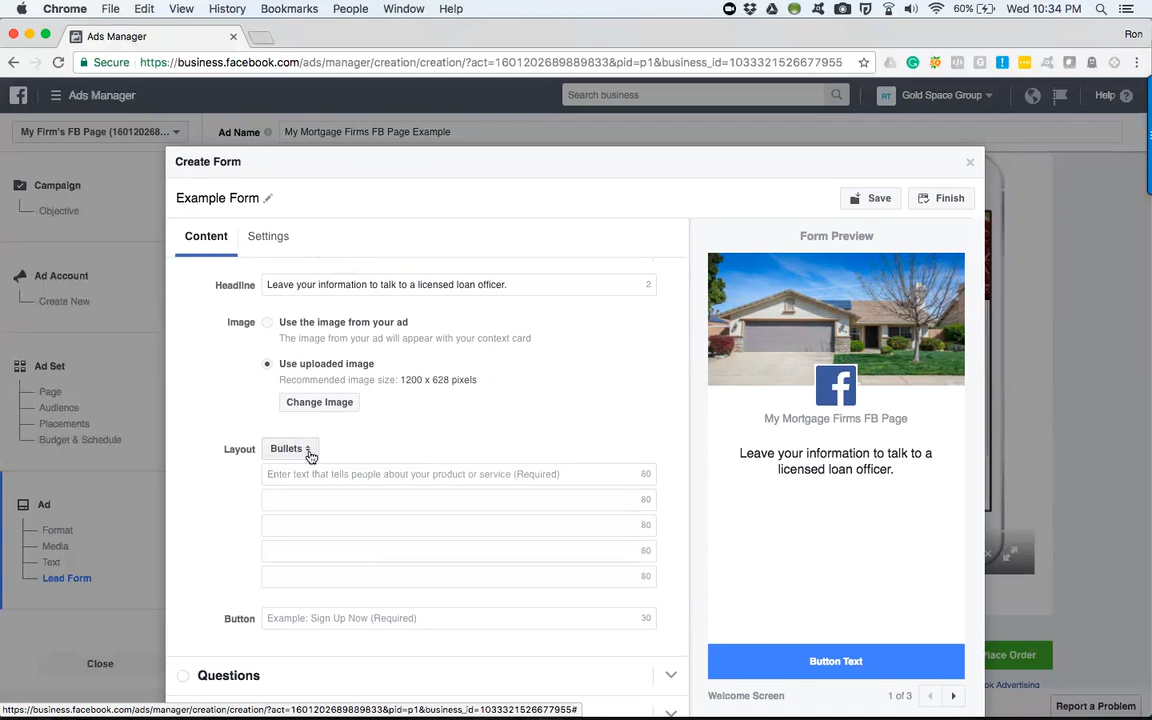 Chrome File Edit View History Bookmarks People Window Help 60% Wed 10:34 PM
Ads Manager Ron
Secure https://business.facebook.com/ads/manager/creation/creation/?act=1601202689889833&pid=p1&business_id=1033321526677955
Ads Manager Search business RT Gold Space Group Help
My Firm's FB Page (160120268... Ad Name My Mortgage Firms FB Page Example
Create Form
Campaign
Objective
Ad Account
Create New
Ad Set
Page
Audience
Placements
Budget & Schedule
Ad
Format
Media
Text
Lead Form
Close
Example Form
Save Finish
Content Settings
Headline Leave your information to talk to a licensed loan officer. 2
Image Use the image from your ad
The image from your ad will appear with your context card
Use uploaded image
Recommended image size: 1200 x 628 pixels
Change Image
Layout Bullets
Enter text that tells people about your product or service (Required) 80
80
80
80
80
Button Example: Sign Up Now (Required) 30
Questions
Form Preview
My Mortgage Firms FB Page
Leave your information to talk to a
licensed loan officer.
Button Text
Welcome Screen 1 of 3
Place Order
ok Advertising
Report a Problem
https://business.facebook.com/ads/manager/creation/creation/?act=1601202689889833&pid=p1&business_id=1033321526677955#